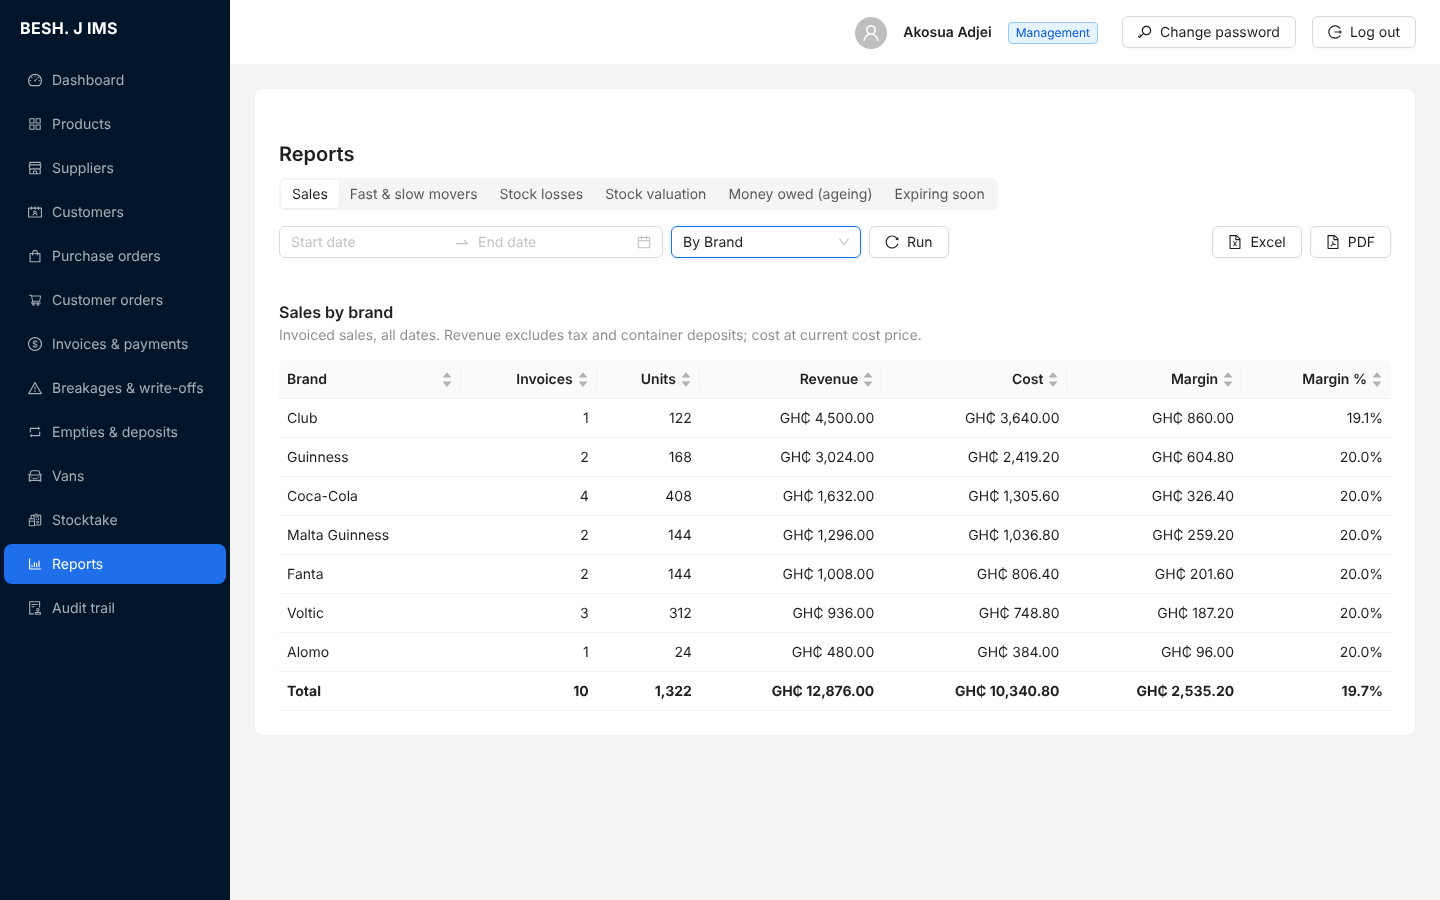 BESH. J IMS
Dashboard
Products
Suppliers
Customers
Purchase orders
Customer orders
Invoices & payments
Breakages & write-offs
Empties & deposits
Vans
Stocktake
Reports
Audit trail
Akosua Adjei Management Change password Log out
Reports
Sales Fast & slow movers Stock losses Stock valuation Money owed (ageing) Expiring soon
Start date End date By Brand Run Excel PDF
Sales by brand
Invoiced sales, all dates. Revenue excludes tax and container deposits; cost at current cost price.
Brand Invoices Units Revenue Cost Margin Margin %
Club 1 122 GH₵ 4,500.00 GH₵ 3,640.00 GH₵ 860.00 19.1%
Guinness 2 168 GH₵ 3,024.00 GH₵ 2,419.20 GH₵ 604.80 20.0%
Coca-Cola 4 408 GH₵ 1,632.00 GH₵ 1,305.60 GH₵ 326.40 20.0%
Malta Guinness 2 144 GH₵ 1,296.00 GH₵ 1,036.80 GH₵ 259.20 20.0%
Fanta 2 144 GH₵ 1,008.00 GH₵ 806.40 GH₵ 201.60 20.0%
Voltic 3 312 GH₵ 936.00 GH₵ 748.80 GH₵ 187.20 20.0%
Alomo 1 24 GH₵ 480.00 GH₵ 384.00 GH₵ 96.00 20.0%
Total 10 1,322 GH₵ 12,876.00 GH₵ 10,340.80 GH₵ 2,535.20 19.7%